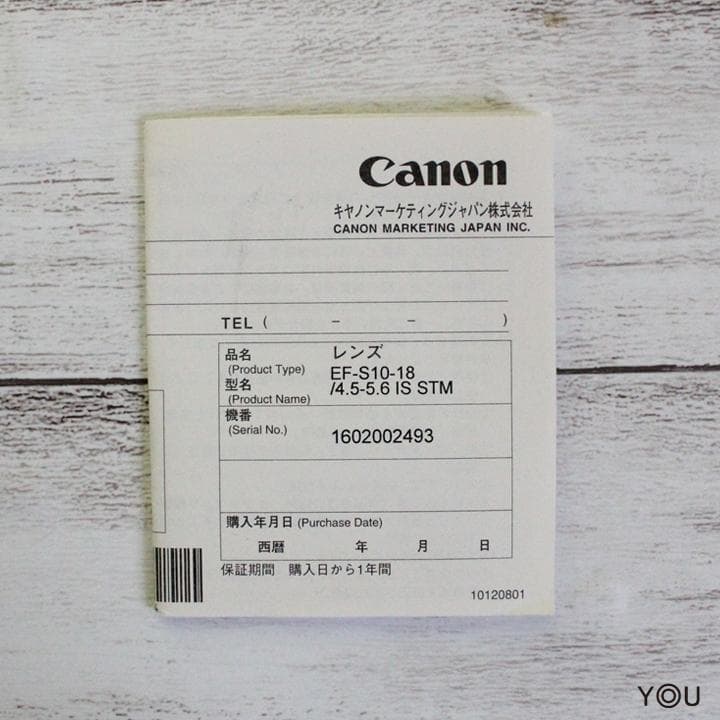 Canon
キヤノンマーケティングジャパン株式会社
CANON MARKETING JAPAN INC.
TEL ( – – )
品名 レンズ
(Product Type) EF-S10-18
型名 /4.5-5.6 IS STM
(Product Name)
機番
(Serial No.) 1602002493
購入年月日 (Purchase Date)
西暦 年 月 日
保証期間 購入日から1年間
10120801
YOU